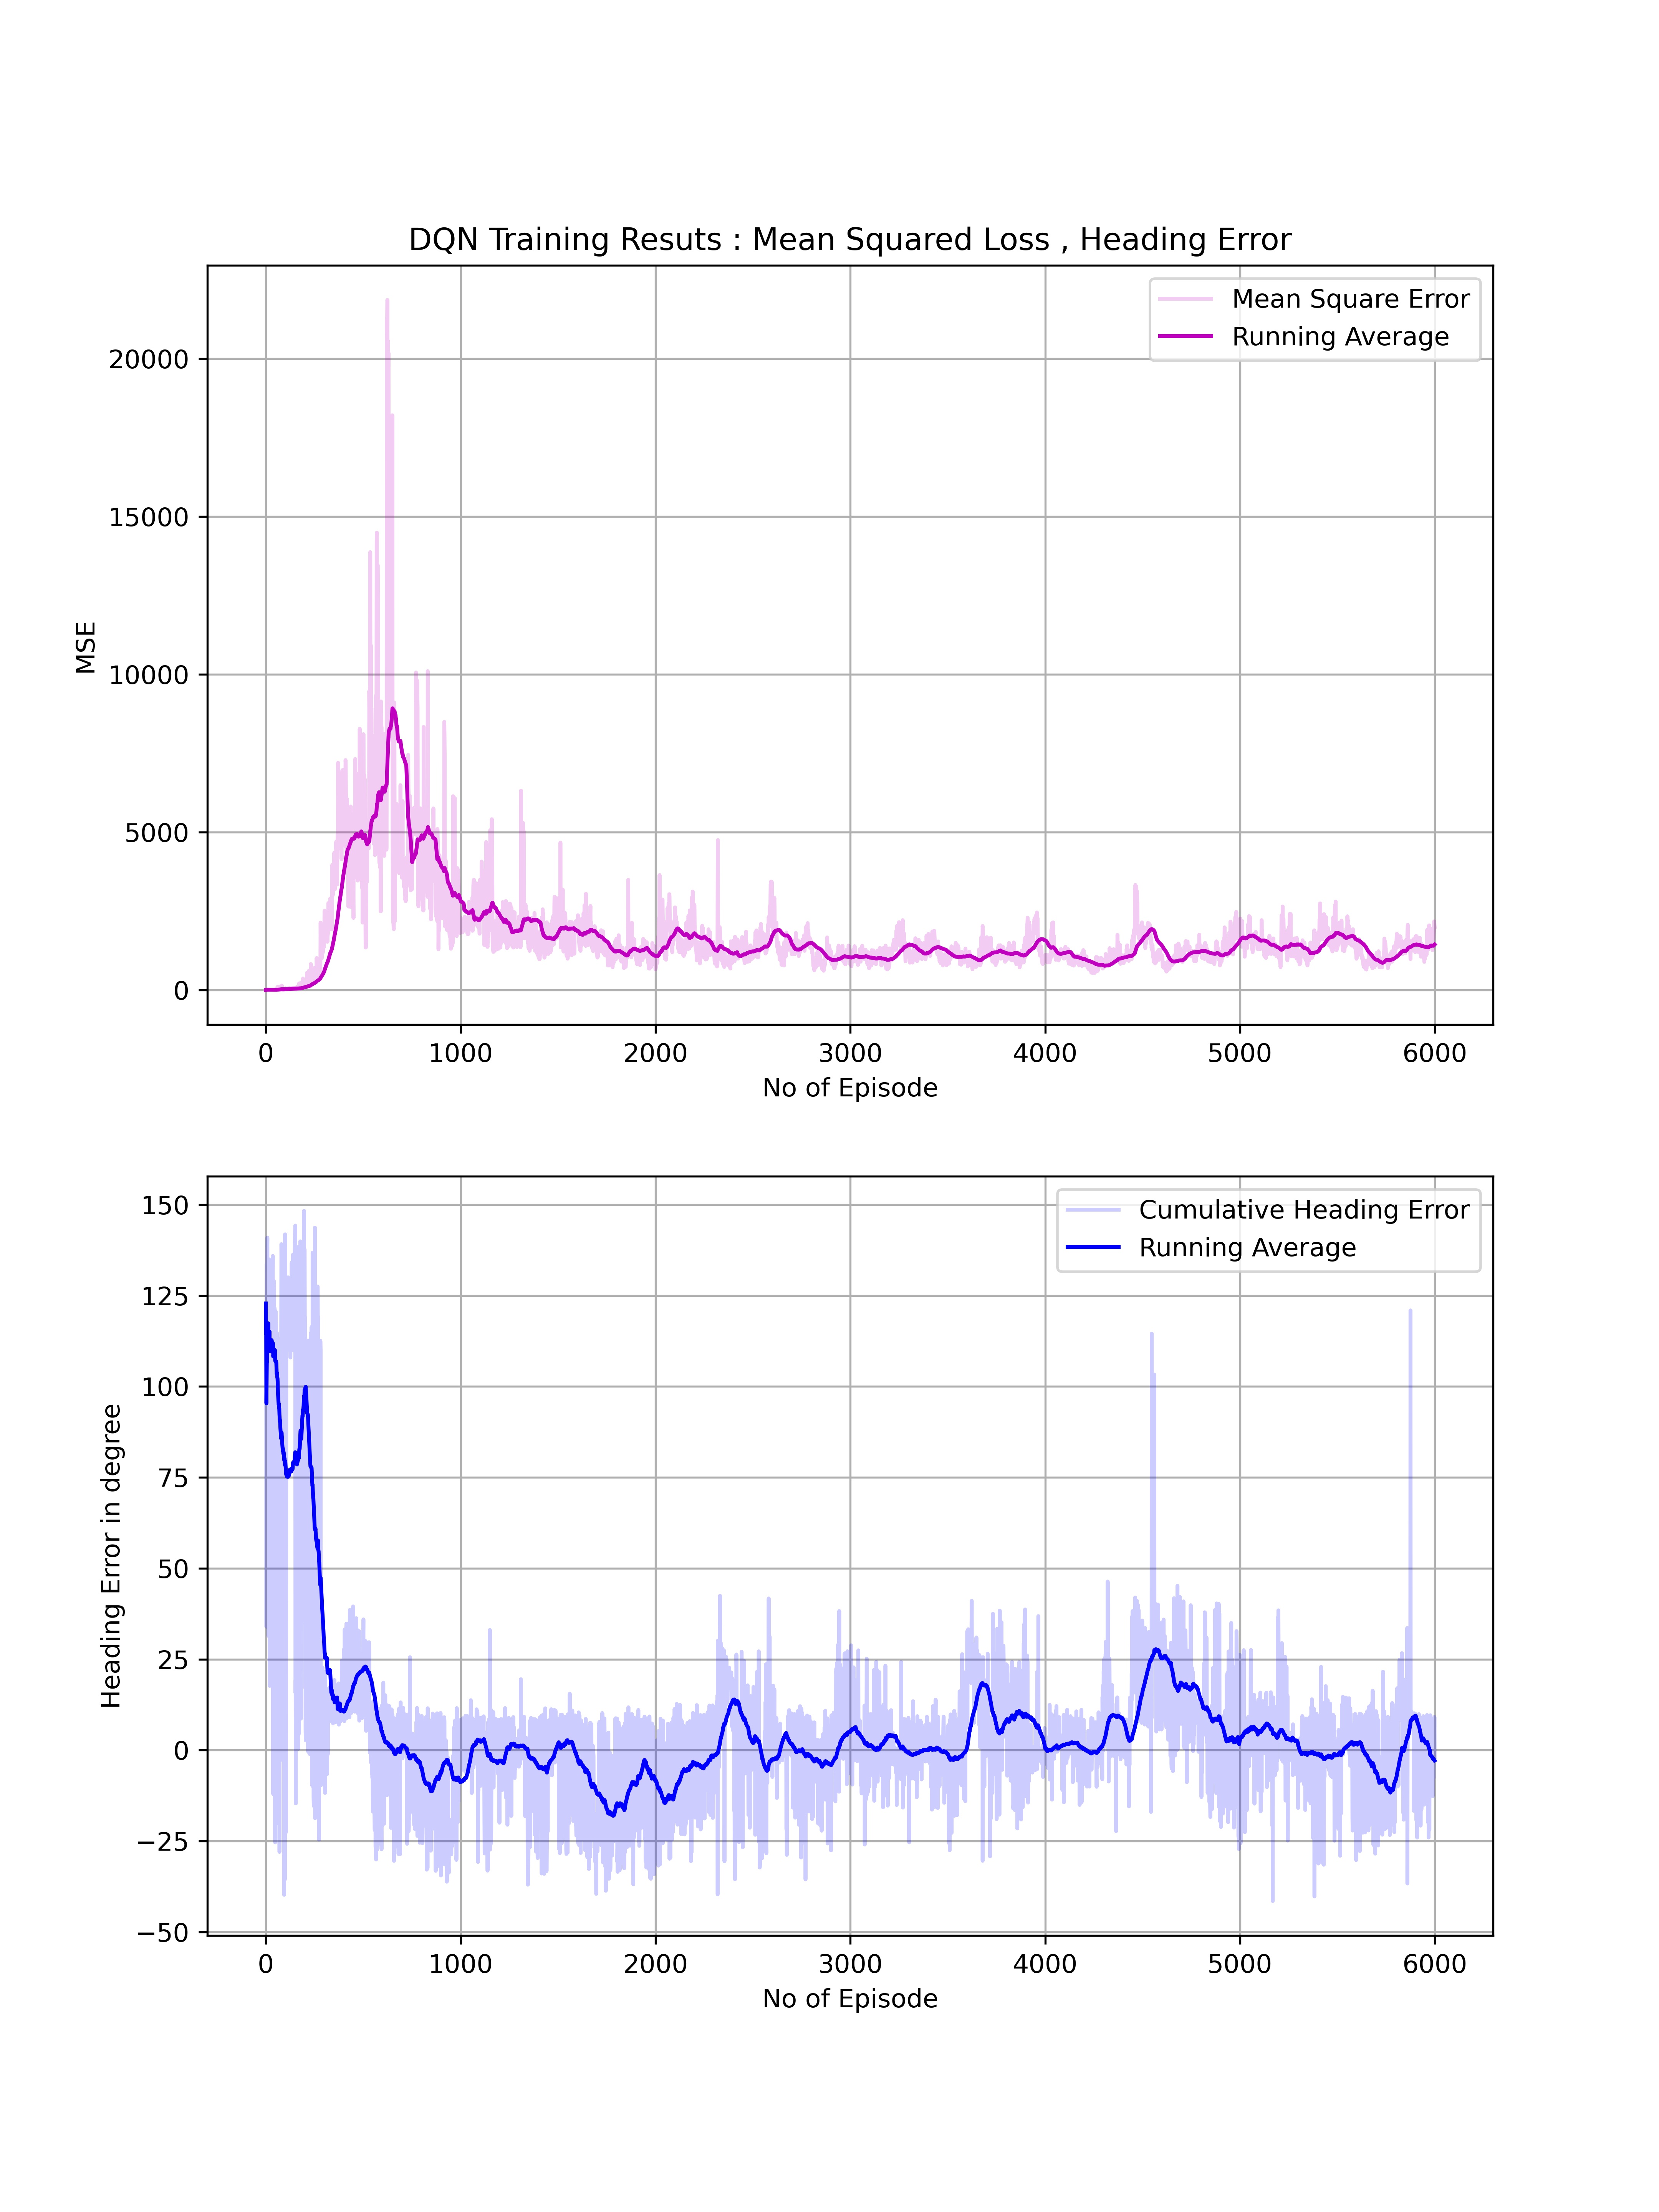 DQN Training Resuts : Mean Squared Loss , Heading Error
Mean Square Error
Running Average
20000
15000
10000
5000
0
MSE
0 1000 2000 3000 4000 5000 6000
No of Episode
Cumulative Heading Error
Running Average
150
125
100
75
50
25
0
−25
−50
Heading Error in degree
0 1000 2000 3000 4000 5000 6000
No of Episode